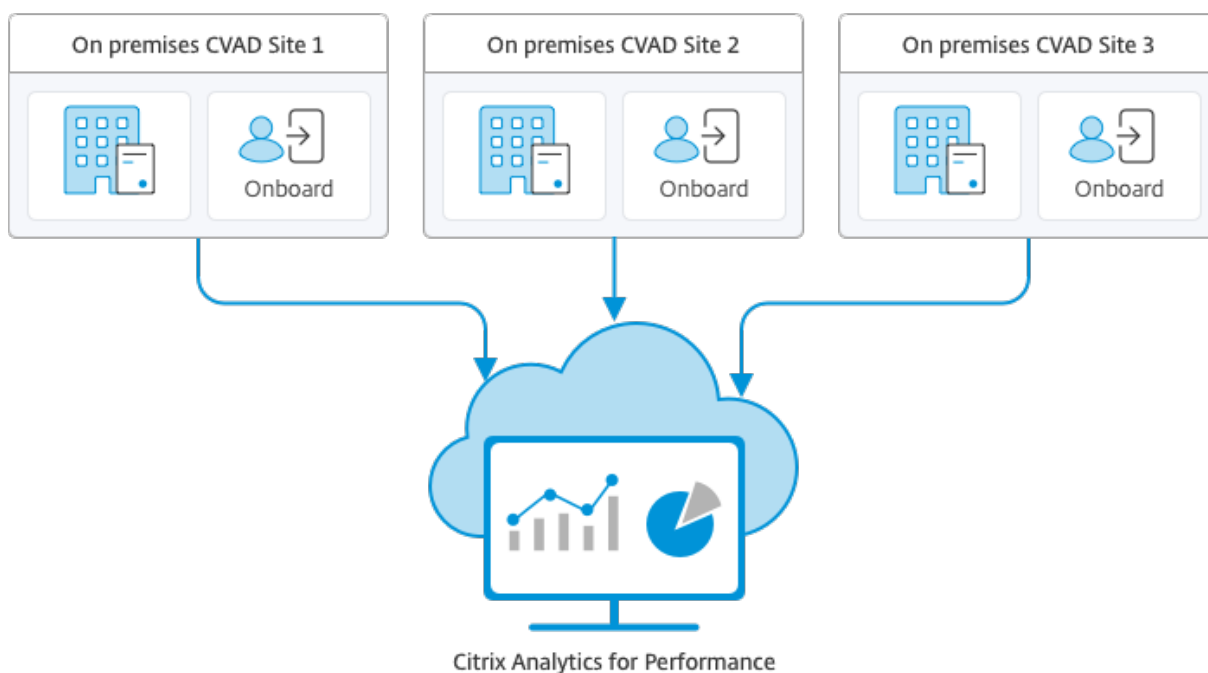 On premises CVAD Site 1
On premises CVAD Site 2
On premises CVAD Site 3
Onboard
Onboard
Onboard
Citrix Analytics for Performance